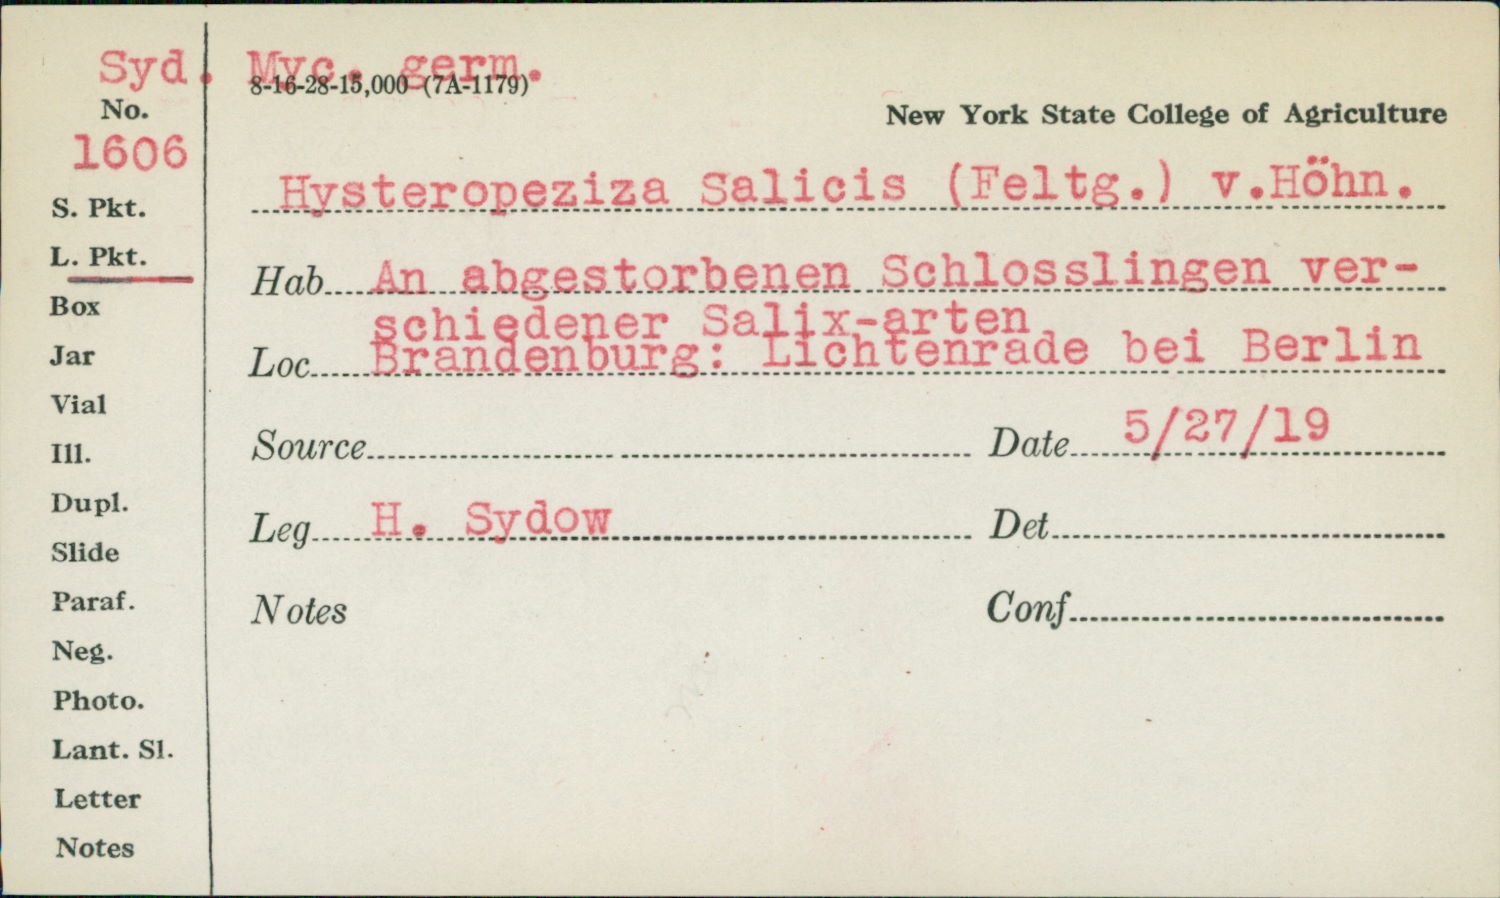 Syd. Myc. germ.
8-16-28-15,000 (7A-1179)
No.
New York State College of Agriculture
1606
Hysteropeziza Salicis (Feltg.) v.Höhn.
S. Pkt.
L. Pkt.
Hab An abgestorbenen Schlosslingen ver-
schiedener Salix-arten
Box
Jar
Loc Brandenburg: Lichtenrade bei Berlin
Vial
Ill.
Source Date 5/27/19
Dupl.
Leg H. Sydow Det
Slide
Paraf.
Notes Conf
Neg.
Photo.
Lant. Sl.
Letter
Notes